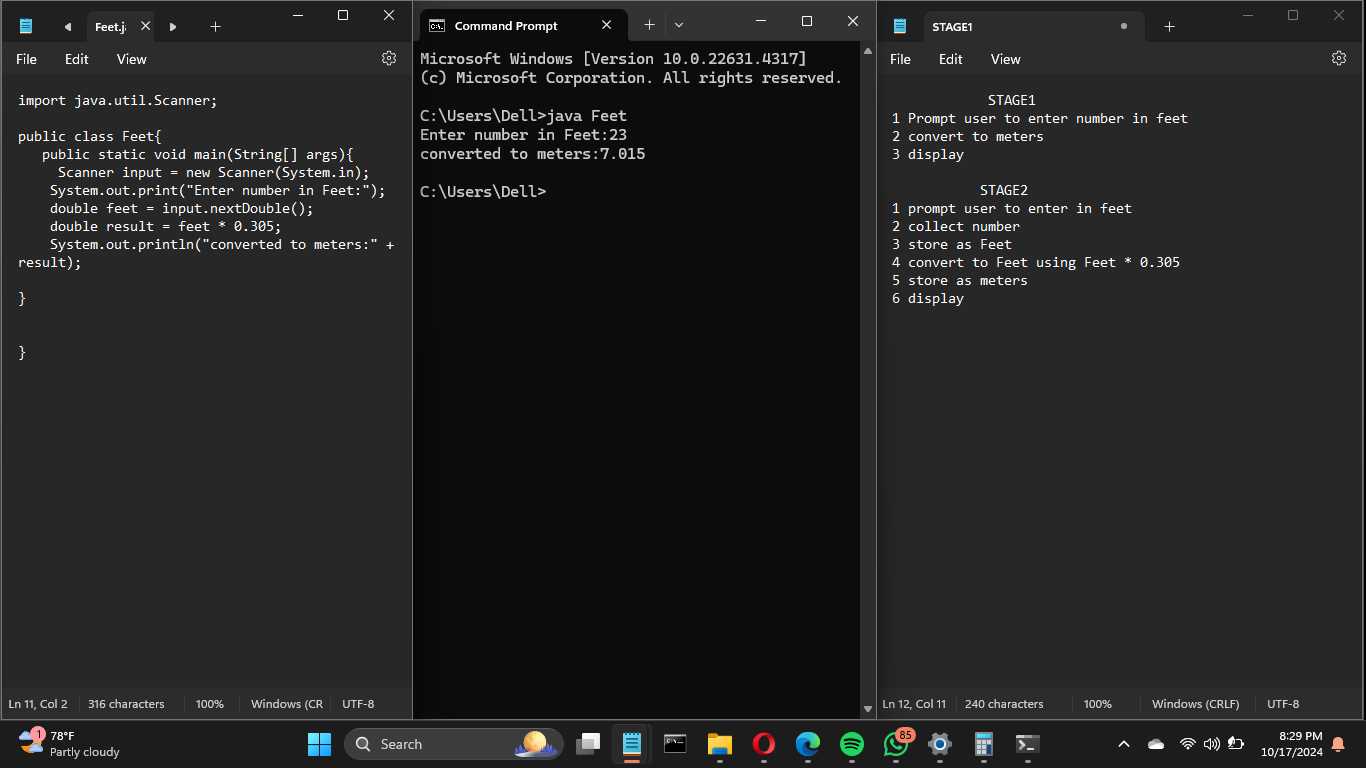 Feet.j
File Edit View
import java.util.Scanner;
public class Feet{
public static void main(String[] args){
Scanner input = new Scanner(System.in);
System.out.print("Enter number in Feet:");
double feet = input.nextDouble();
double result = feet * 0.305;
System.out.println("converted to meters:" +
result);
}
}
Ln 11, Col 2 316 characters 100% Windows (CR UTF-8
Command Prompt
Microsoft Windows [Version 10.0.22631.4317]
(c) Microsoft Corporation. All rights reserved.
C:\Users\Dell>java Feet
Enter number in Feet:23
converted to meters:7.015
C:\Users\Dell>
STAGE1
File Edit View
STAGE1
1 Prompt user to enter number in feet
2 convert to meters
3 display
STAGE2
1 prompt user to enter in feet
2 collect number
3 store as Feet
4 convert to Feet using Feet * 0.305
5 store as meters
6 display
Ln 12, Col 11 240 characters 100% Windows (CRLF) UTF-8
1
78°F
Partly cloudy
Search
85
8:29 PM
10/17/2024